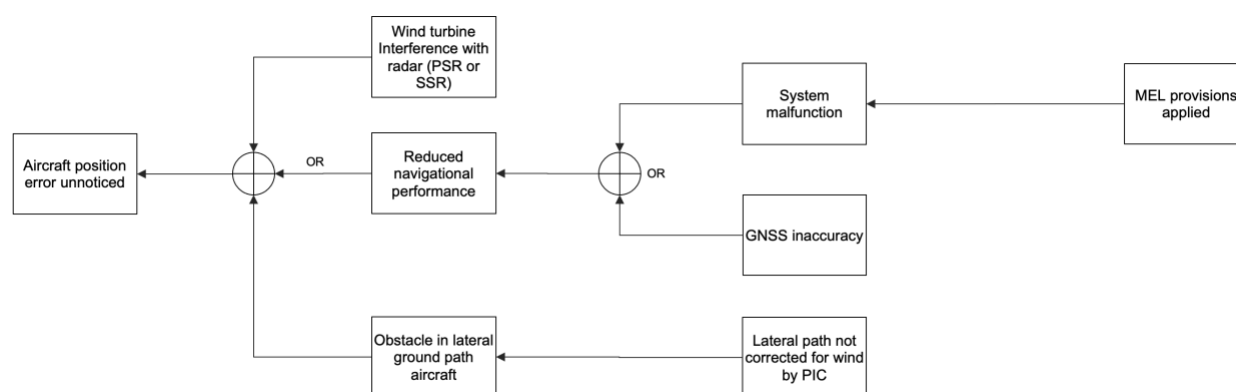 Wind turbine
Interference with
radar (PSR or
SSR)
System
malfunction
MEL provisions
applied
Aircraft position
error unnoticed
OR
Reduced
navigational
performance
OR
GNSS inaccuracy
Obstacle in lateral
ground path
aircraft
Lateral path not
corrected for wind
by PIC